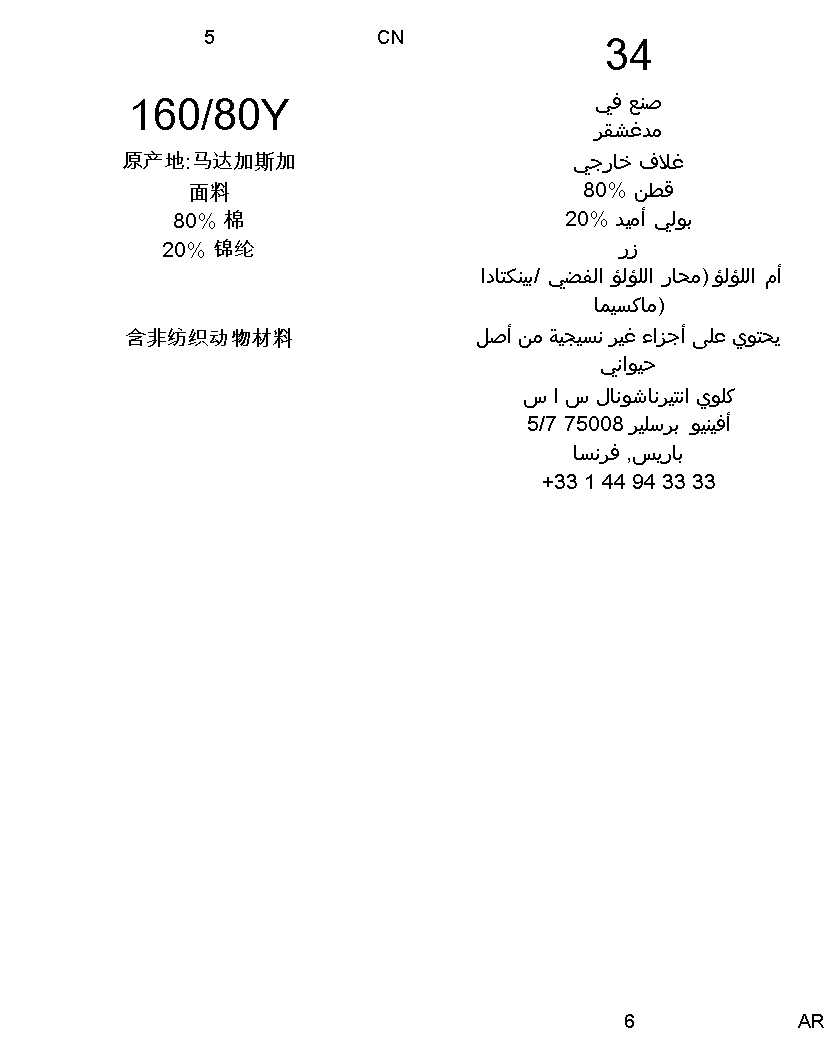 5 CN
160/80Y
原产地:马达加斯加
面料
80% 棉
20% 锦纶
含非纺织动物材料
34
صنع في
مدغشقر
غلاف خارجي
قطن %80
بولي أميد %20
زر
أم اللؤلؤ (محار اللؤلؤ الفضي /بينكتادا
ماكسيما)
يحتوي على أجزاء غير نسيجية من أصل
حيواني
كلوي انتيرناشونال س ا س
أفينيو برسلير 75008 5/7
باريس, فرنسا
+33 1 44 94 33 33
6 AR